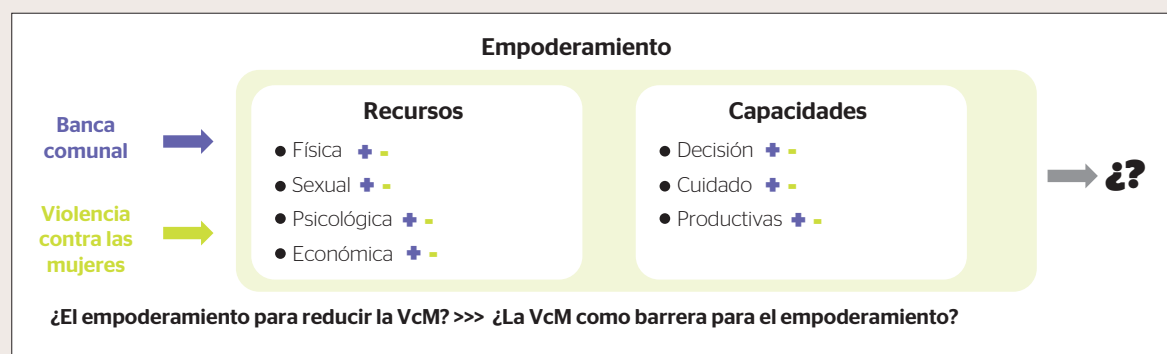 Empoderamiento
Banca
comunal
Violencia
contra las
mujeres
Recursos
● Física + -
● Sexual + -
● Psicológica + -
● Económica + -
Capacidades
● Decisión + -
● Cuidado + -
● Productivas + -
¿?
¿El empoderamiento para reducir la VcM? >>> ¿La VcM como barrera para el empoderamiento?